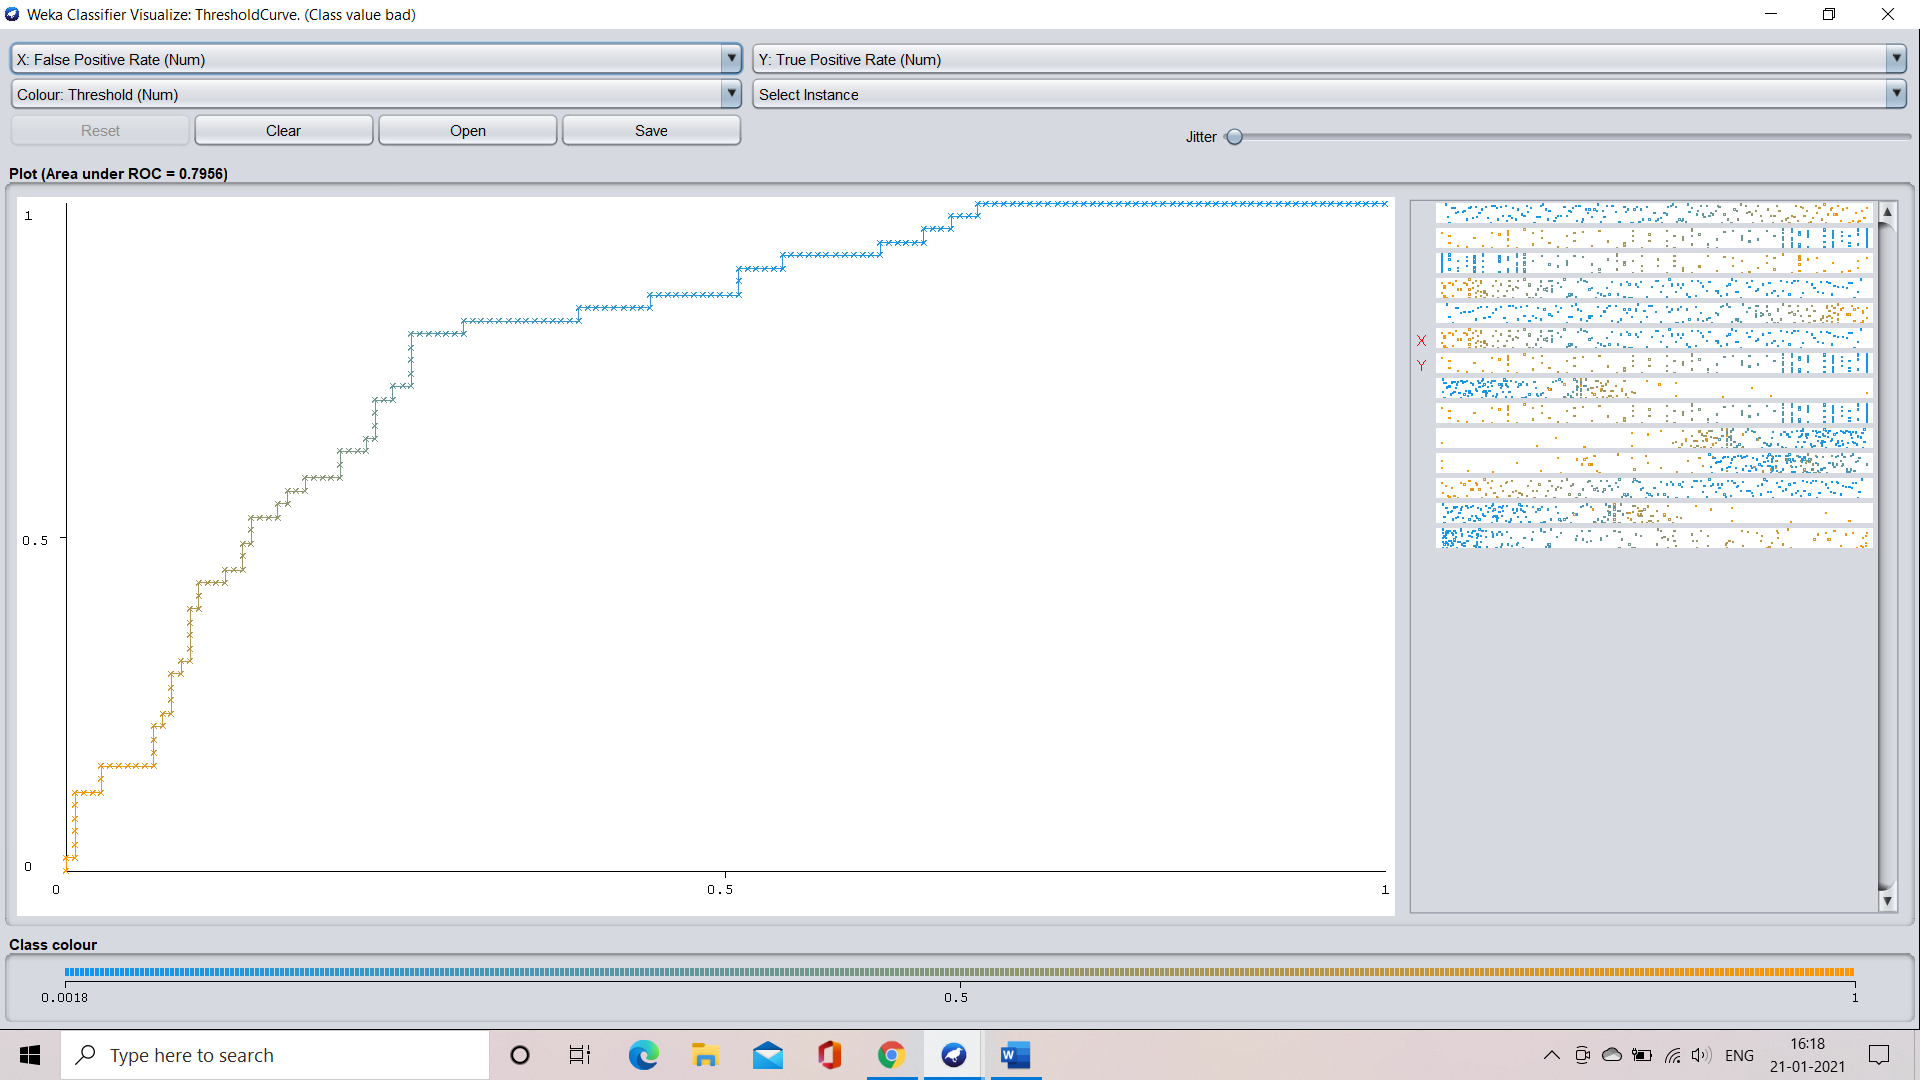 Weka Classifier Visualize: ThresholdCurve. (Class value bad)
X: False Positive Rate (Num)
Y: True Positive Rate (Num)
Colour: Threshold (Num)
Select Instance
Reset
Clear
Open
Save
Jitter
Plot (Area under ROC = 0.7956)
1
0.5
0
0
0.5
1
X
Y
Class colour
0.0018
0.5
1
Type here to search
W
ENG
16:18
21-01-2021